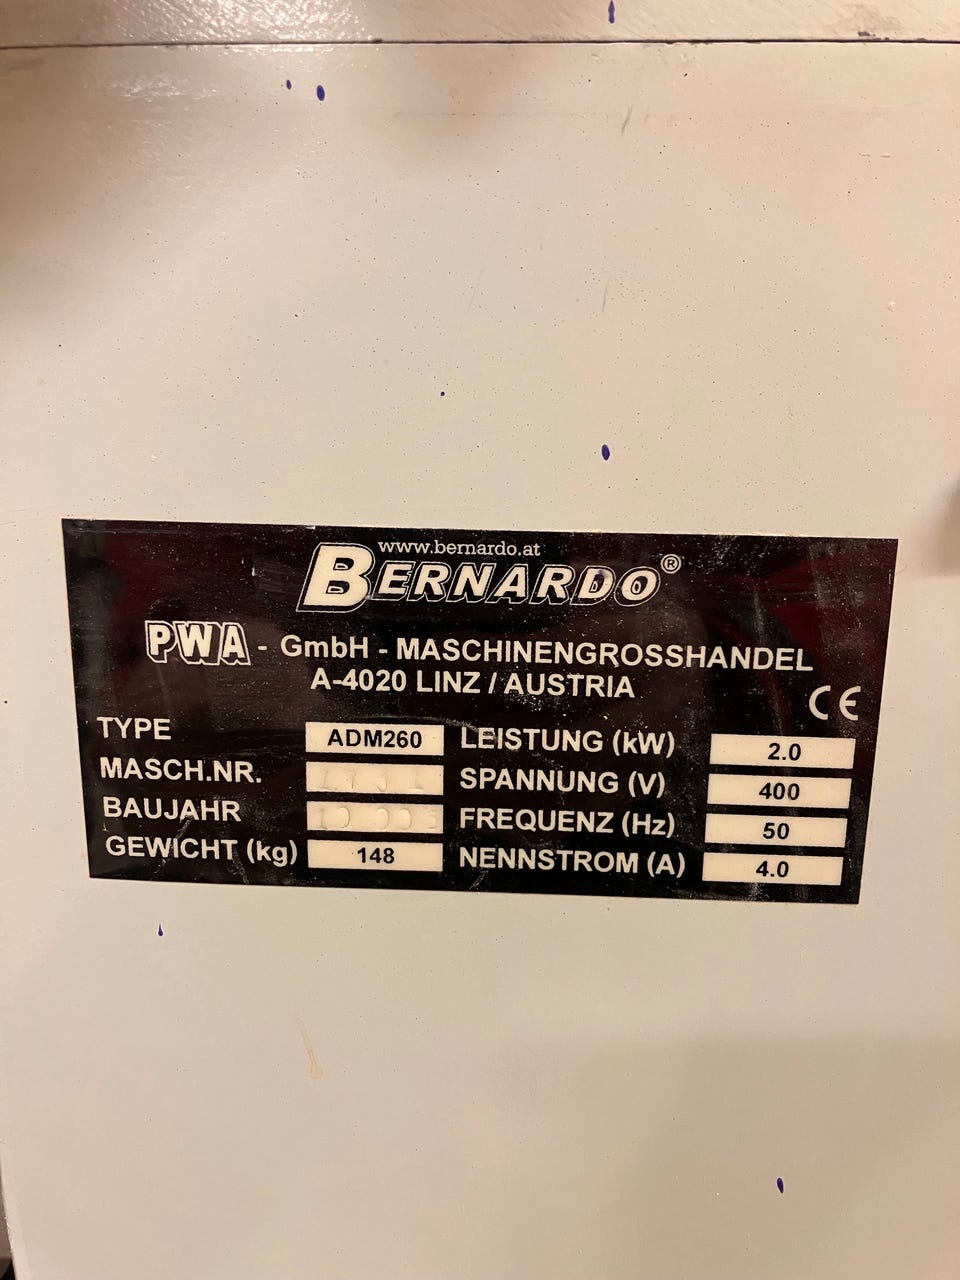 www.bernardo.at
BERNARDO®
PWA - GmbH - MASCHINENGROSSHANDEL
A-4020 LINZ / AUSTRIA
CE
TYPE ADM260 LEISTUNG (kW) 2.0
MASCH.NR. SPANNUNG (V) 400
BAUJAHR FREQUENZ (Hz) 50
GEWICHT (kg) 148 NENNSTROM (A) 4.0